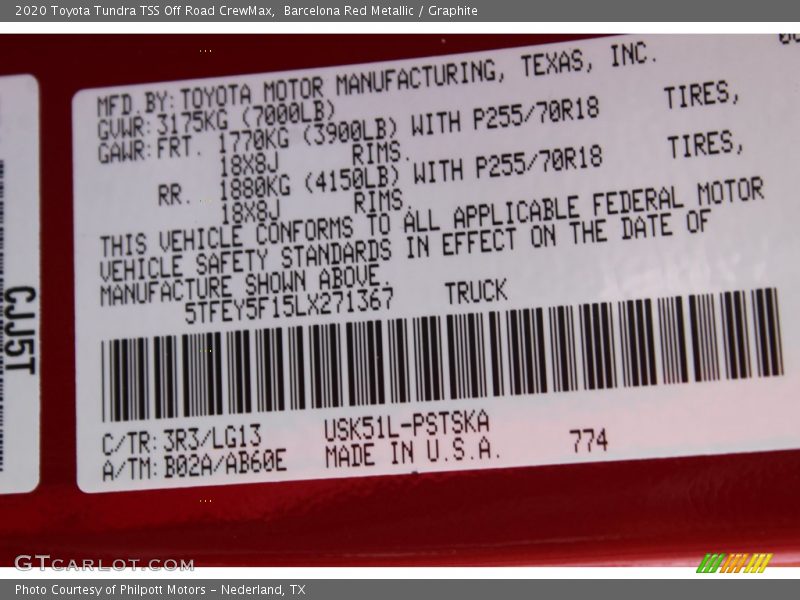 2020 Toyota Tundra TSS Off Road CrewMax, Barcelona Red Metallic / Graphite
MFD.BY:TOYOTA MOTOR MANUFACTURING, TEXAS, INC.
GVWR:3175KG (7000LB)
GAWR:FRT. 1770KG (3900LB) WITH P255/70R18 TIRES,
18X8J RIMS.
RR. 1880KG (4150LB) WITH P255/70R18 TIRES,
18X8J RIMS.
THIS VEHICLE CONFORMS TO ALL APPLICABLE FEDERAL MOTOR
VEHICLE SAFETY STANDARDS IN EFFECT ON THE DATE OF
MANUFACTURE SHOWN ABOVE.
5TFEY5F15LX271367 TRUCK
CJJ5T
C/TR:3R3/LG13 USK51L-PSTSKA
A/TM:B02A/AB60E MADE IN U.S.A. 774
GTCARLOT.COM
Photo Courtesy of Philpott Motors - Nederland, TX